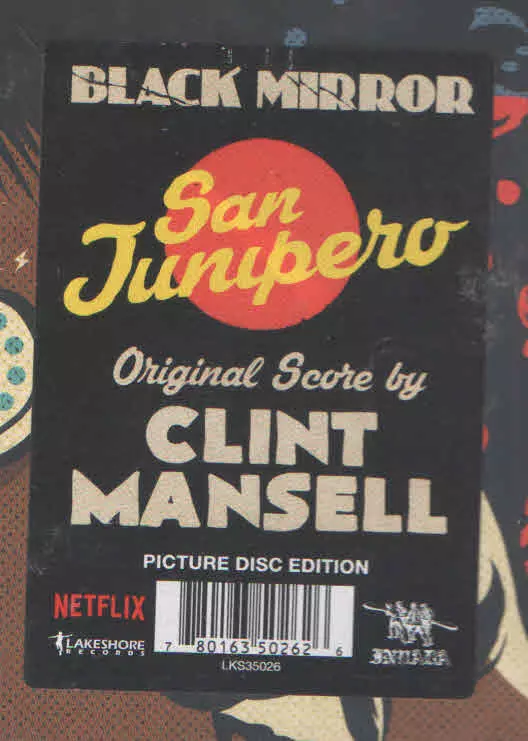 BLACK MIRROR
San
Junipero
Original Score by
CLINT
MANSELL
PICTURE DISC EDITION
NETFLIX
LAKESHORE
RECORDS
7 80163 50262 6
LKS35026